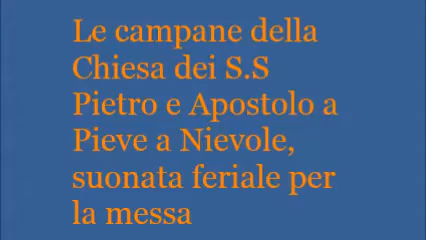 Le campane della
Chiesa dei S.S
Pietro e Apostolo a
Pieve a Nievole,
suonata feriale per
la messa